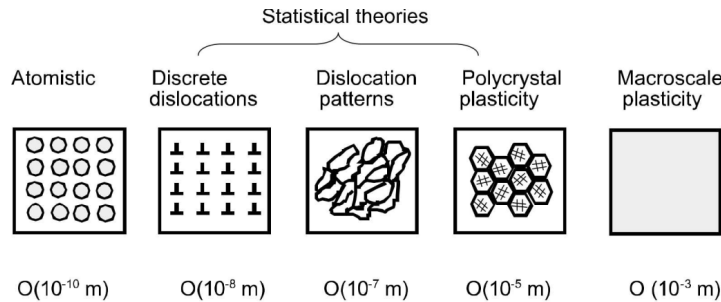 Statistical theories
Atomistic
Discrete
dislocations
Dislocation
patterns
Polycrystal
plasticity
Macroscale
plasticity
O(10⁻¹⁰ m)
O(10⁻⁸ m)
O(10⁻⁷ m)
O(10⁻⁵ m)
O (10⁻³ m)